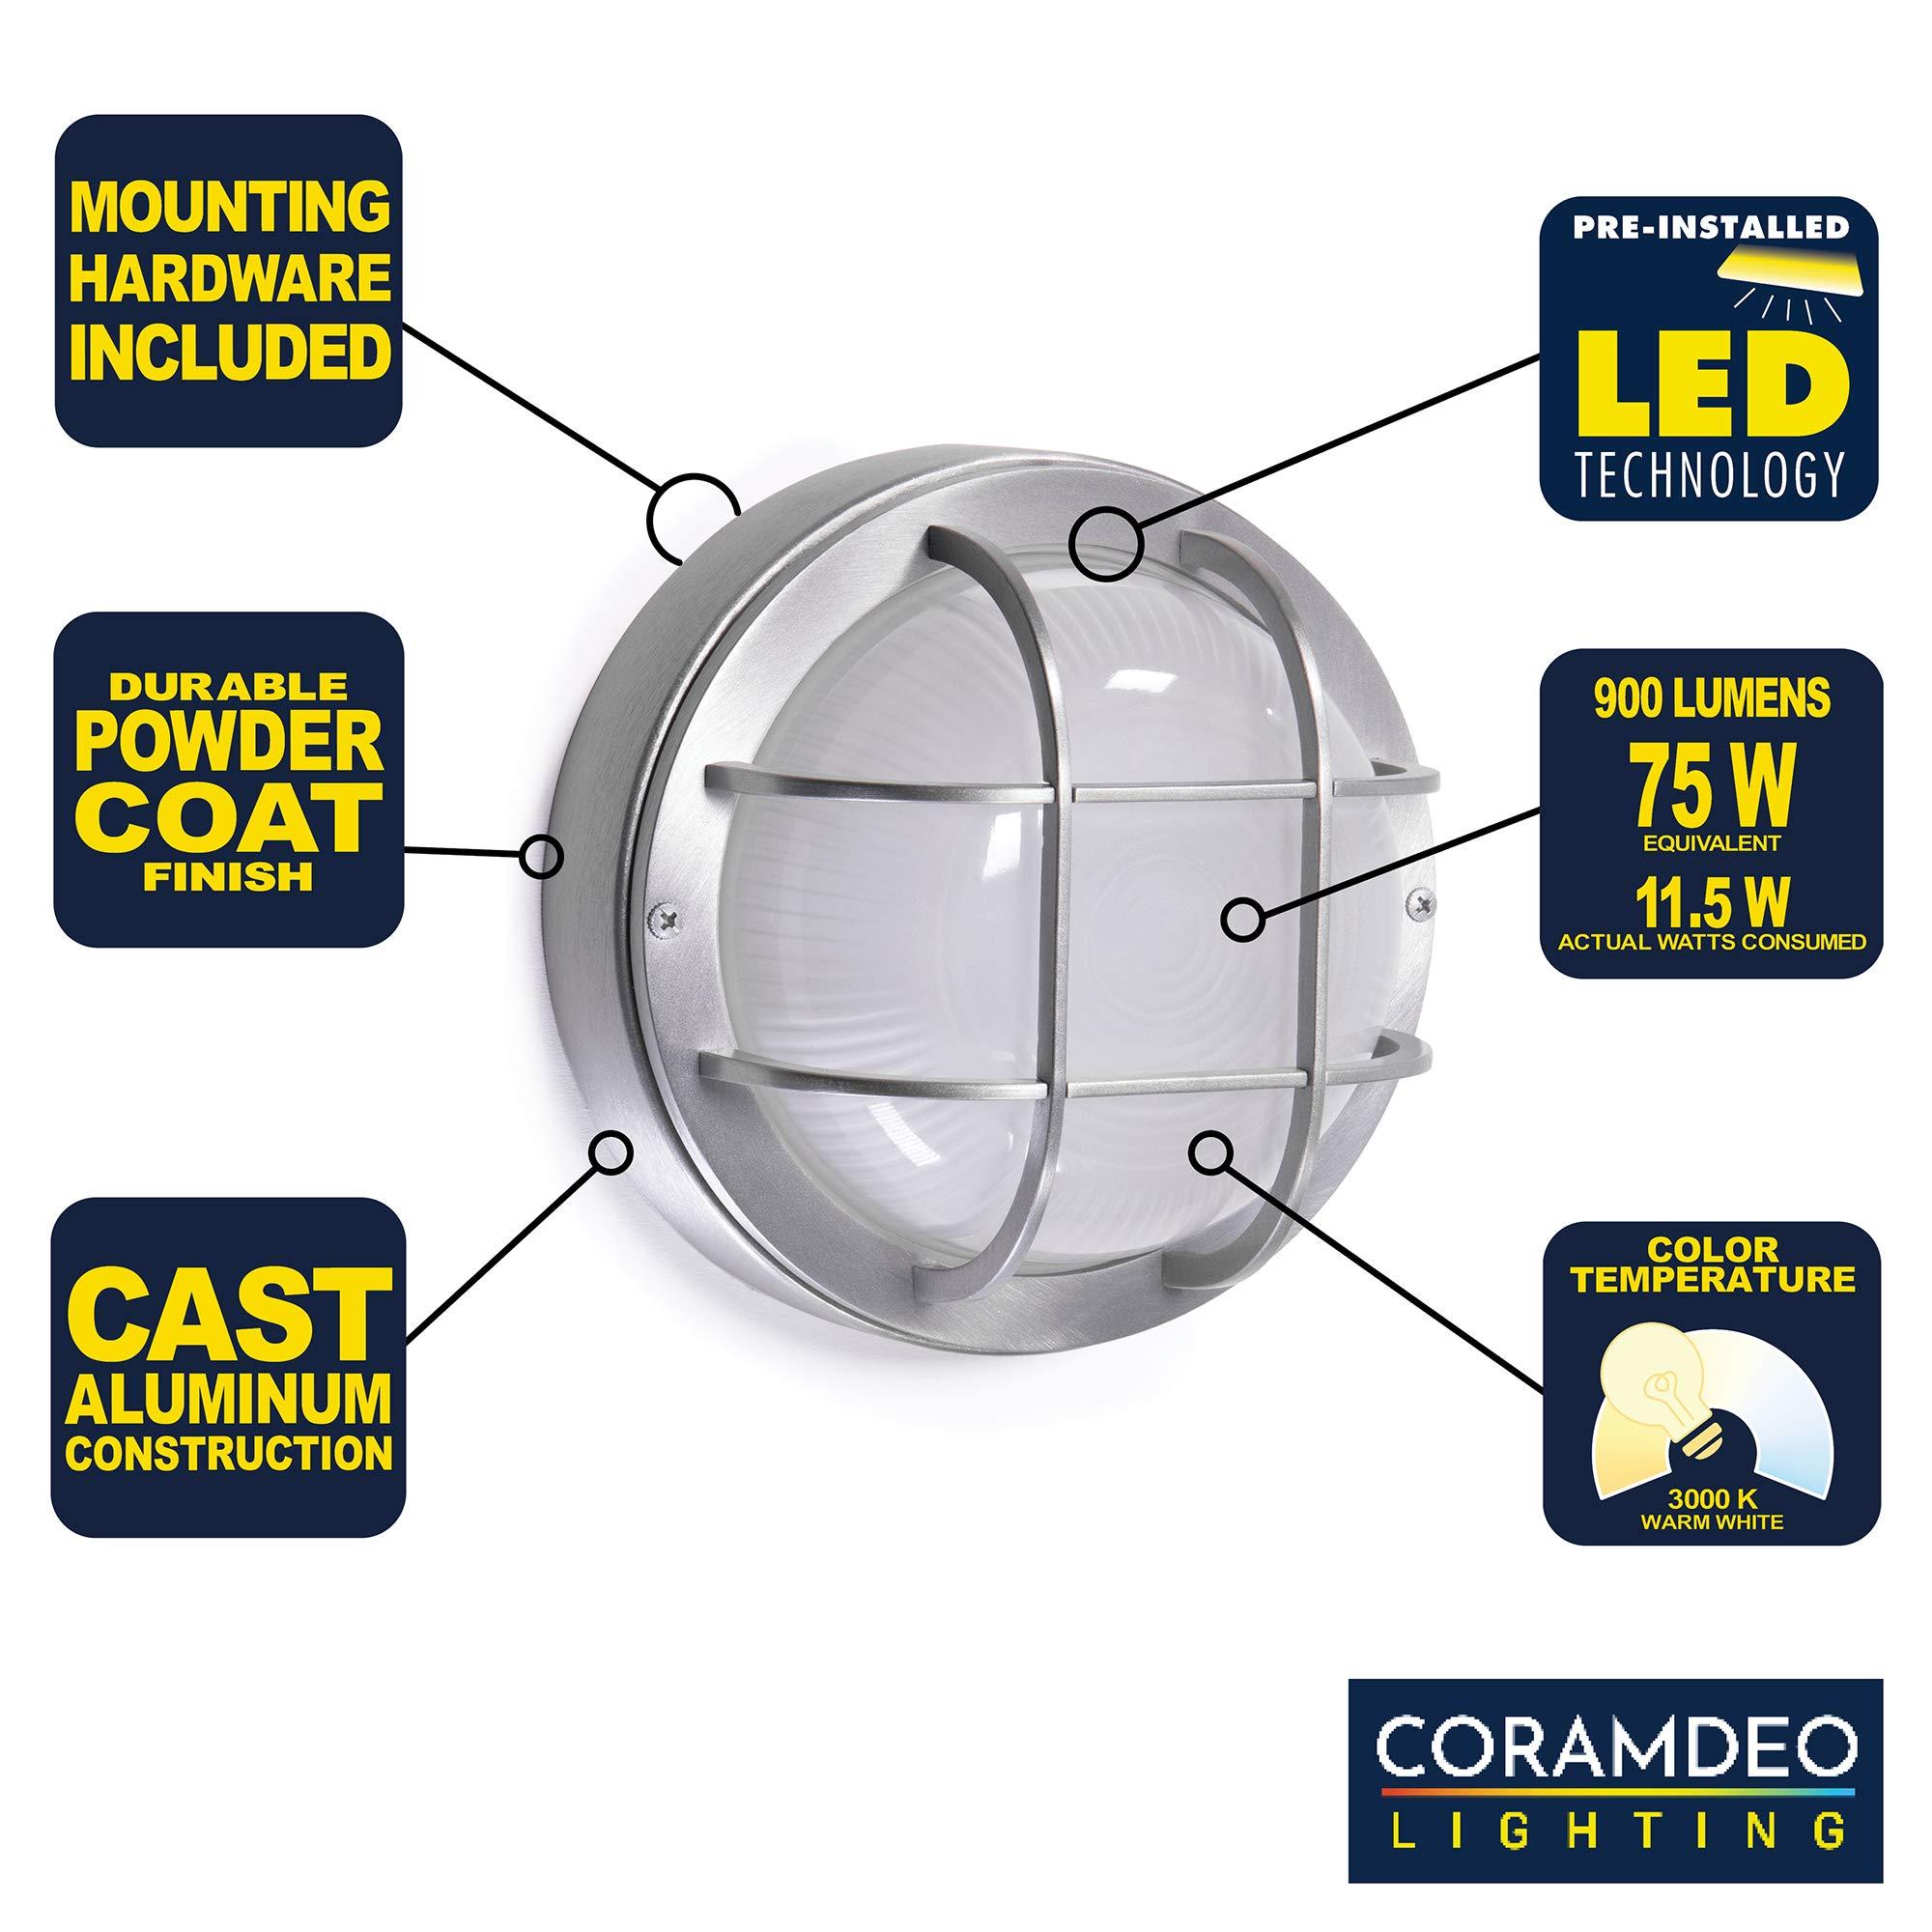 MOUNTING
HARDWARE
INCLUDED
DURABLE
POWDER
COAT
FINISH
CAST
ALUMINUM
CONSTRUCTION
PRE-INSTALLED
LED
TECHNOLOGY
900 LUMENS
75 W
EQUIVALENT
11.5 W
ACTUAL WATTS CONSUMED
COLOR
TEMPERATURE
3000 K
WARM WHITE
CORAMDEO
LIGHTING